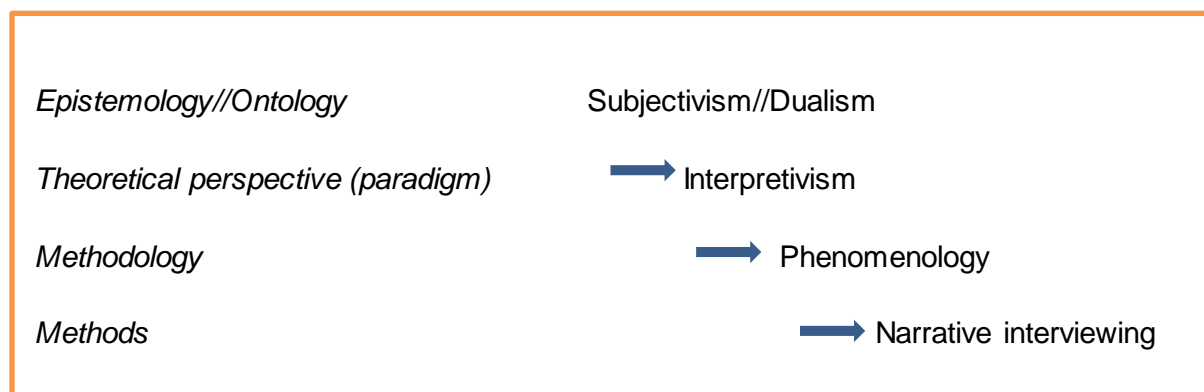 Epistemology//Ontology Subjectivism//Dualism
Theoretical perspective (paradigm) Interpretivism
Methodology Phenomenology
Methods Narrative interviewing